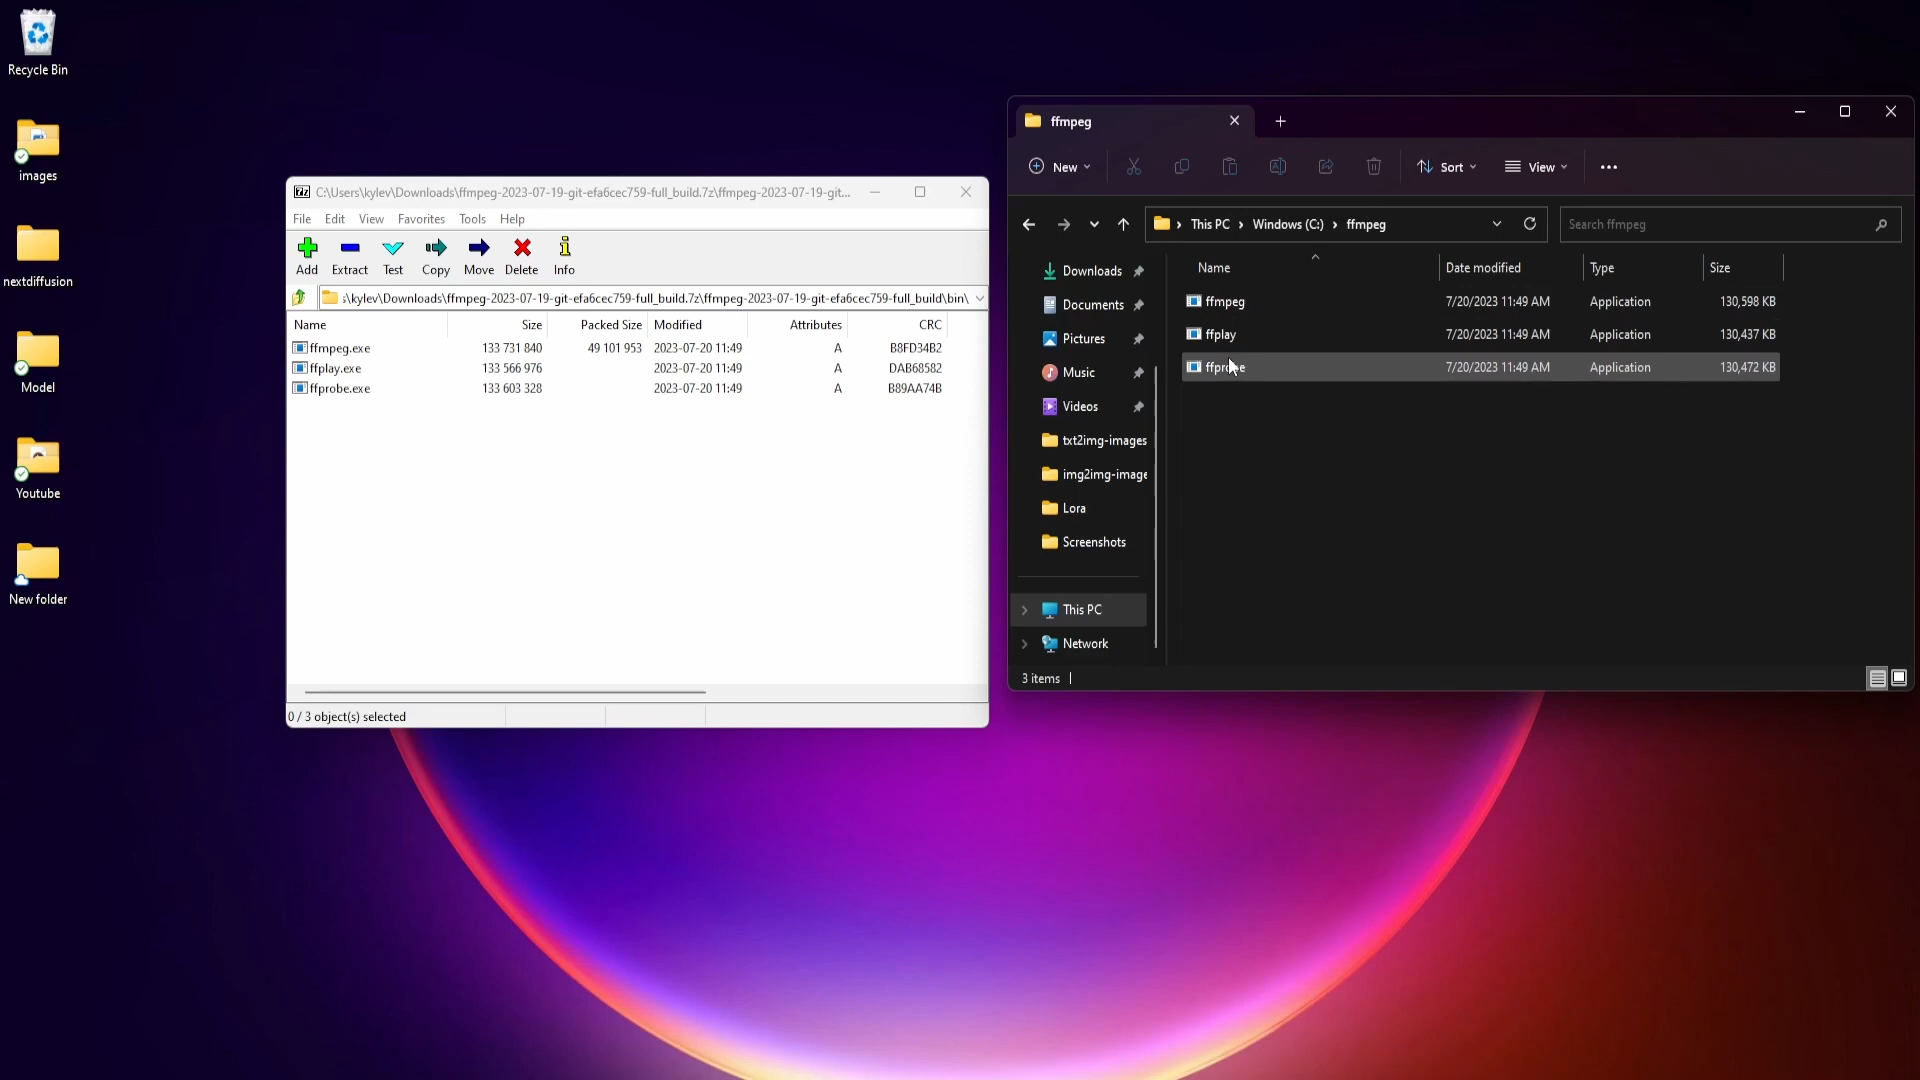 Recycle Bin
images
nextdiffusion
Model
Youtube
New folder
C:\Users\kylev\Downloads\ffmpeg-2023-07-19-git-efa6cec759-full_build.7z\ffmpeg-2023-07-19-git...
File Edit View Favorites Tools Help
Add Extract Test Copy Move Delete Info
:\kylev\Downloads\ffmpeg-2023-07-19-git-efa6cec759-full_build.7z\ffmpeg-2023-07-19-git-efa6cec759-full_build\bin\
Name Size Packed Size Modified Attributes CRC
ffmpeg.exe 133 731 840 49 101 953 2023-07-20 11:49 A B8FD34B2
ffplay.exe 133 566 976 2023-07-20 11:49 A DAB68582
ffprobe.exe 133 603 328 2023-07-20 11:49 A B89AA74B
0 / 3 object(s) selected
ffmpeg
New Sort View
This PC > Windows (C:) > ffmpeg
Search ffmpeg
Downloads
Documents
Pictures
Music
Videos
txt2img-images
img2img-image
Lora
Screenshots
This PC
Network
Name Date modified Type Size
ffmpeg 7/20/2023 11:49 AM Application 130,598 KB
ffplay 7/20/2023 11:49 AM Application 130,437 KB
ffprobe 7/20/2023 11:49 AM Application 130,472 KB
3 items